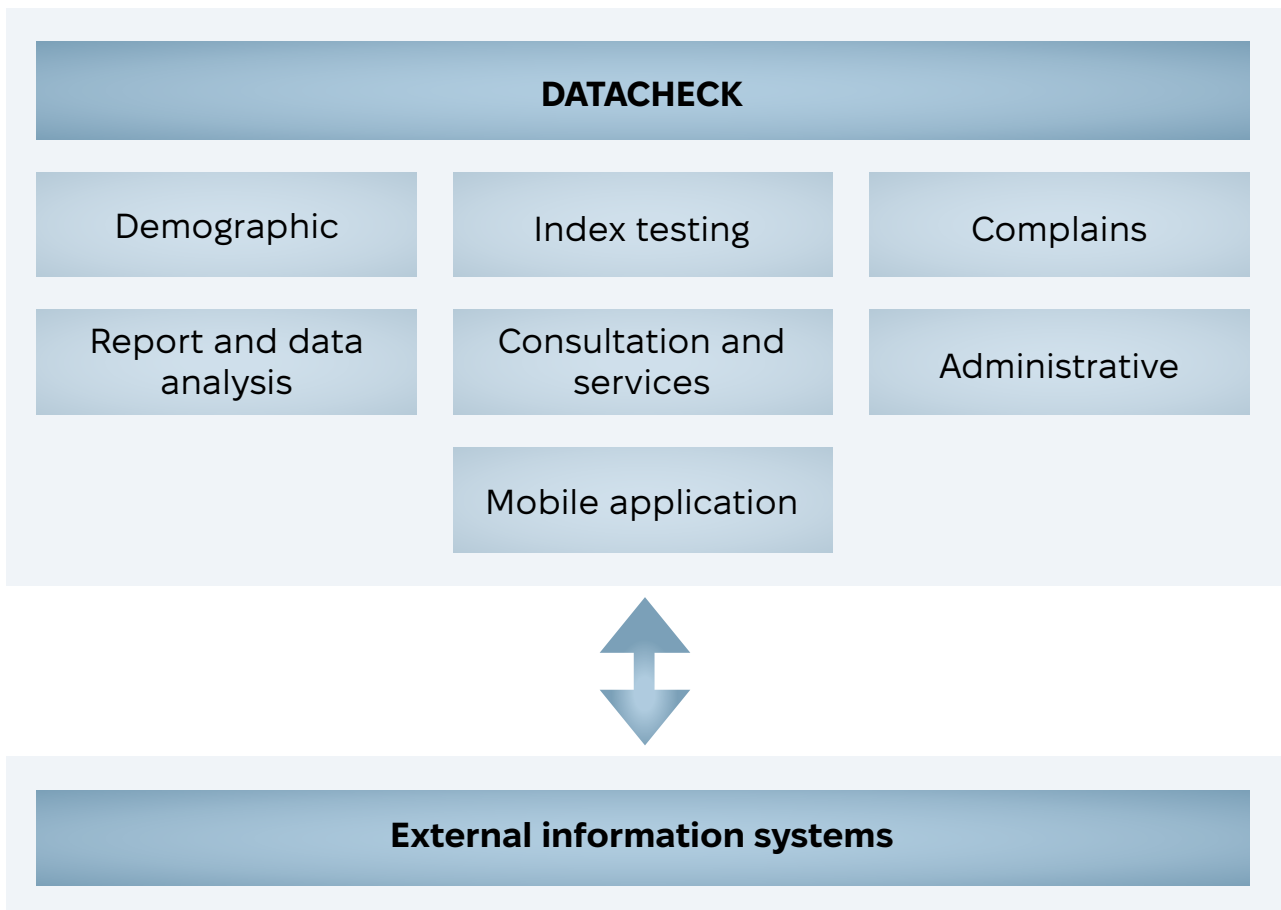 DATACHECK
Demographic
Index testing
Complains
Report and data
analysis
Consultation and
services
Administrative
Mobile application
External information systems